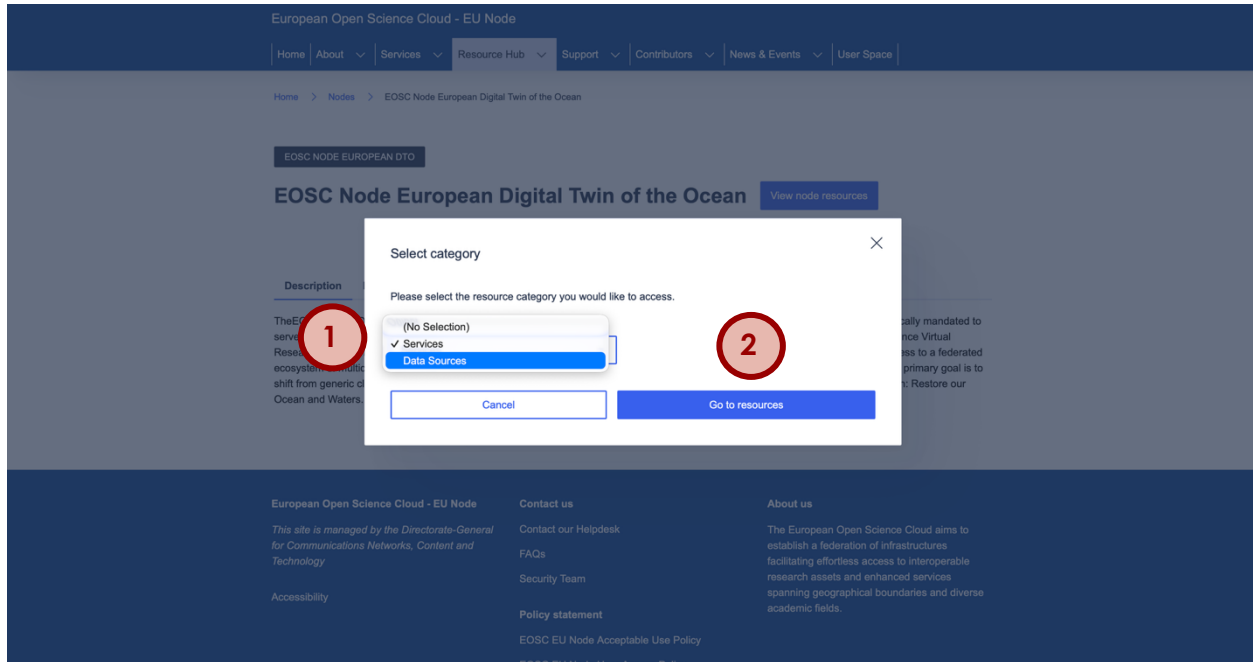 European Open Science Cloud - EU Node
Home About Services Resource Hub Support Contributors News & Events User Space
Home > Nodes > EOSC Node European Digital Twin of the Ocean
EOSC NODE EUROPEAN DTO
EOSC Node European Digital Twin of the Ocean View node resources
Select category
Description
Please select the resource category you would like to access.
(No Selection)
✓ Services
Data Sources
1
2
cally mandated to
serve
nce Virtual
ess to a federated
ecosystem
primary goal is to
shift from generic cl
n: Restore our
Ocean and Waters.
Cancel Go to resources
European Open Science Cloud - EU Node
This site is managed by the Directorate-General
for Communications Networks, Content and
Technology
Accessibility
Contact us
Contact our Helpdesk
FAQs
Security Team
Policy statement
EOSC EU Node Acceptable Use Policy
About us
The European Open Science Cloud aims to
establish a federation of infrastructures
facilitating effortless access to interoperable
research assets and enhanced services
spanning geographical boundaries and diverse
academic fields.